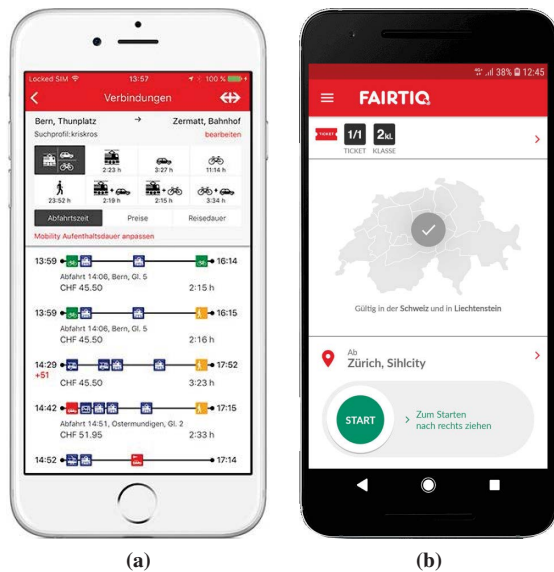 Locked SIM 13:57 100 %
Verbindungen
Bern, Thunplatz → Zermatt, Bahnhof
Suchprofil:kriskros bearbeiten
2:23 h 3:27 h 11:14 h
23:52 h 2:19 h 2:15 h 3:34 h
Abfahrtszeit Preise Reisedauer
Mobility Aufenthaltsdauer anpassen
13:59 16:14
Abfahrt 14:06, Bern, Gl. 5
CHF 45.50 2:15 h
13:59 16:15
Abfahrt 14:06, Bern, Gl. 5
CHF 45.50 2:16 h
14:29 17:52
+51
CHF 45.50 3:23 h
14:42 17:15
Abfahrt 14:51, Ostermundigen, Gl. 2
CHF 51.95 2:33 h
14:52 17:14
(a)
38% 12:45
FAIRTIQ
TICKET 1/1 2kl.
TICKET KLASSE
Gültig in der Schweiz und in Liechtenstein
Ab
Zürich, Sihlcity
START > Zum Starten
nach rechts ziehen
(b)